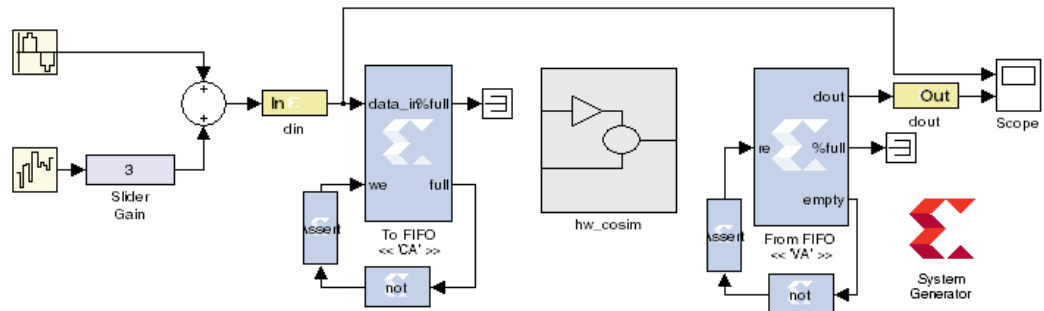 +
+
In
din
data_in
%full
we
full
To FIFO
<< 'CA' >>
Assert
not
3
Slider
Gain
hw_cosim
re
dout
%full
empty
From FIFO
<< 'VA' >>
Assert
not
Out
dout
Scope
System
Generator